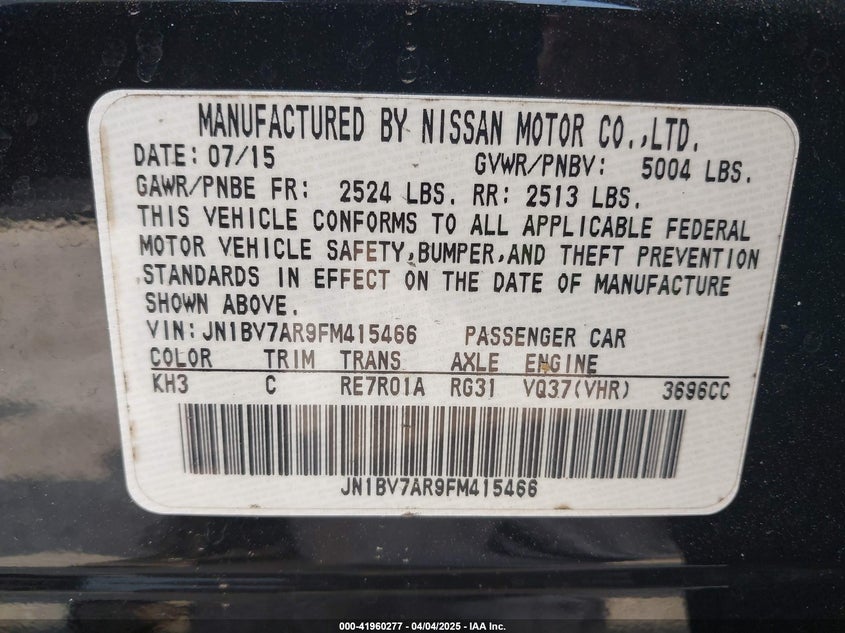 MANUFACTURED BY NISSAN MOTOR CO.,LTD.
DATE: 07/15 GVWR/PNBV: 5004 LBS.
GAWR/PNBE FR: 2524 LBS. RR: 2513 LBS.
THIS VEHICLE CONFORMS TO ALL APPLICABLE FEDERAL
MOTOR VEHICLE SAFETY,BUMPER,AND THEFT PREVENTION
STANDARDS IN EFFECT ON THE DATE OF MANUFACTURE
SHOWN ABOVE.
VIN: JN1BV7AR9FM415466 PASSENGER CAR
COLOR TRIM TRANS AXLE ENGINE
KH3 C RE7R01A RG31 VQ37(VHR) 3696CC
JN1BV7AR9FM415466
000-41960277 - 04/04/2025 - IAA Inc.